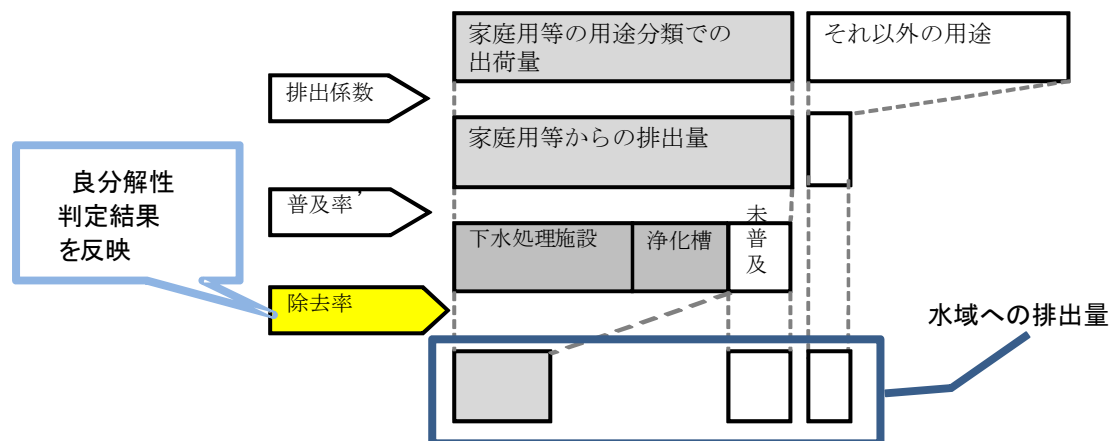 家庭用等の用途分類での
出荷量
それ以外の用途
排出係数
家庭用等からの排出量
良分解性
判定結果
を反映
普及率’
下水処理施設
浄化槽
未
普
及
除去率
水域への排出量